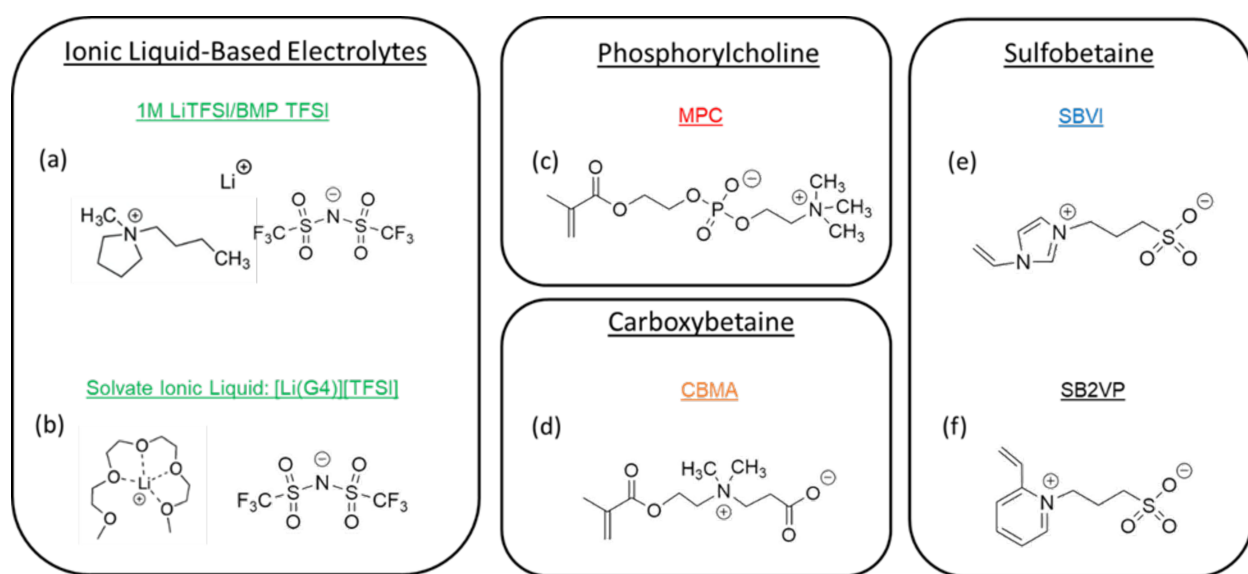 Ionic Liquid-Based Electrolytes
1M LiTFSI/BMP TFSI
(a)
Li
⊕
H₃C
⊕
N
CH₃
O
O
⊖
F₃C
S
N
S
CF₃
O
O
Solvate Ionic Liquid: [Li(G4)][TFSI]
(b)
O
O
O
Li
⊕
O
O
O
O
⊖
F₃C
S
N
S
CF₃
O
O
Phosphorylcholine
MPC
(c)
O
O
O
P
O
⊖
O
O
⊕
N
CH₃
CH₃
CH₃
Carboxybetaine
CBMA
(d)
O
O
H₃C
CH₃
N
⊕
O
⊖
O
Sulfobetaine
SBVI
(e)
N
⊕
N
S
O
⊖
O
O
SB2VP
(f)
N
⊕
S
O
⊖
O
O